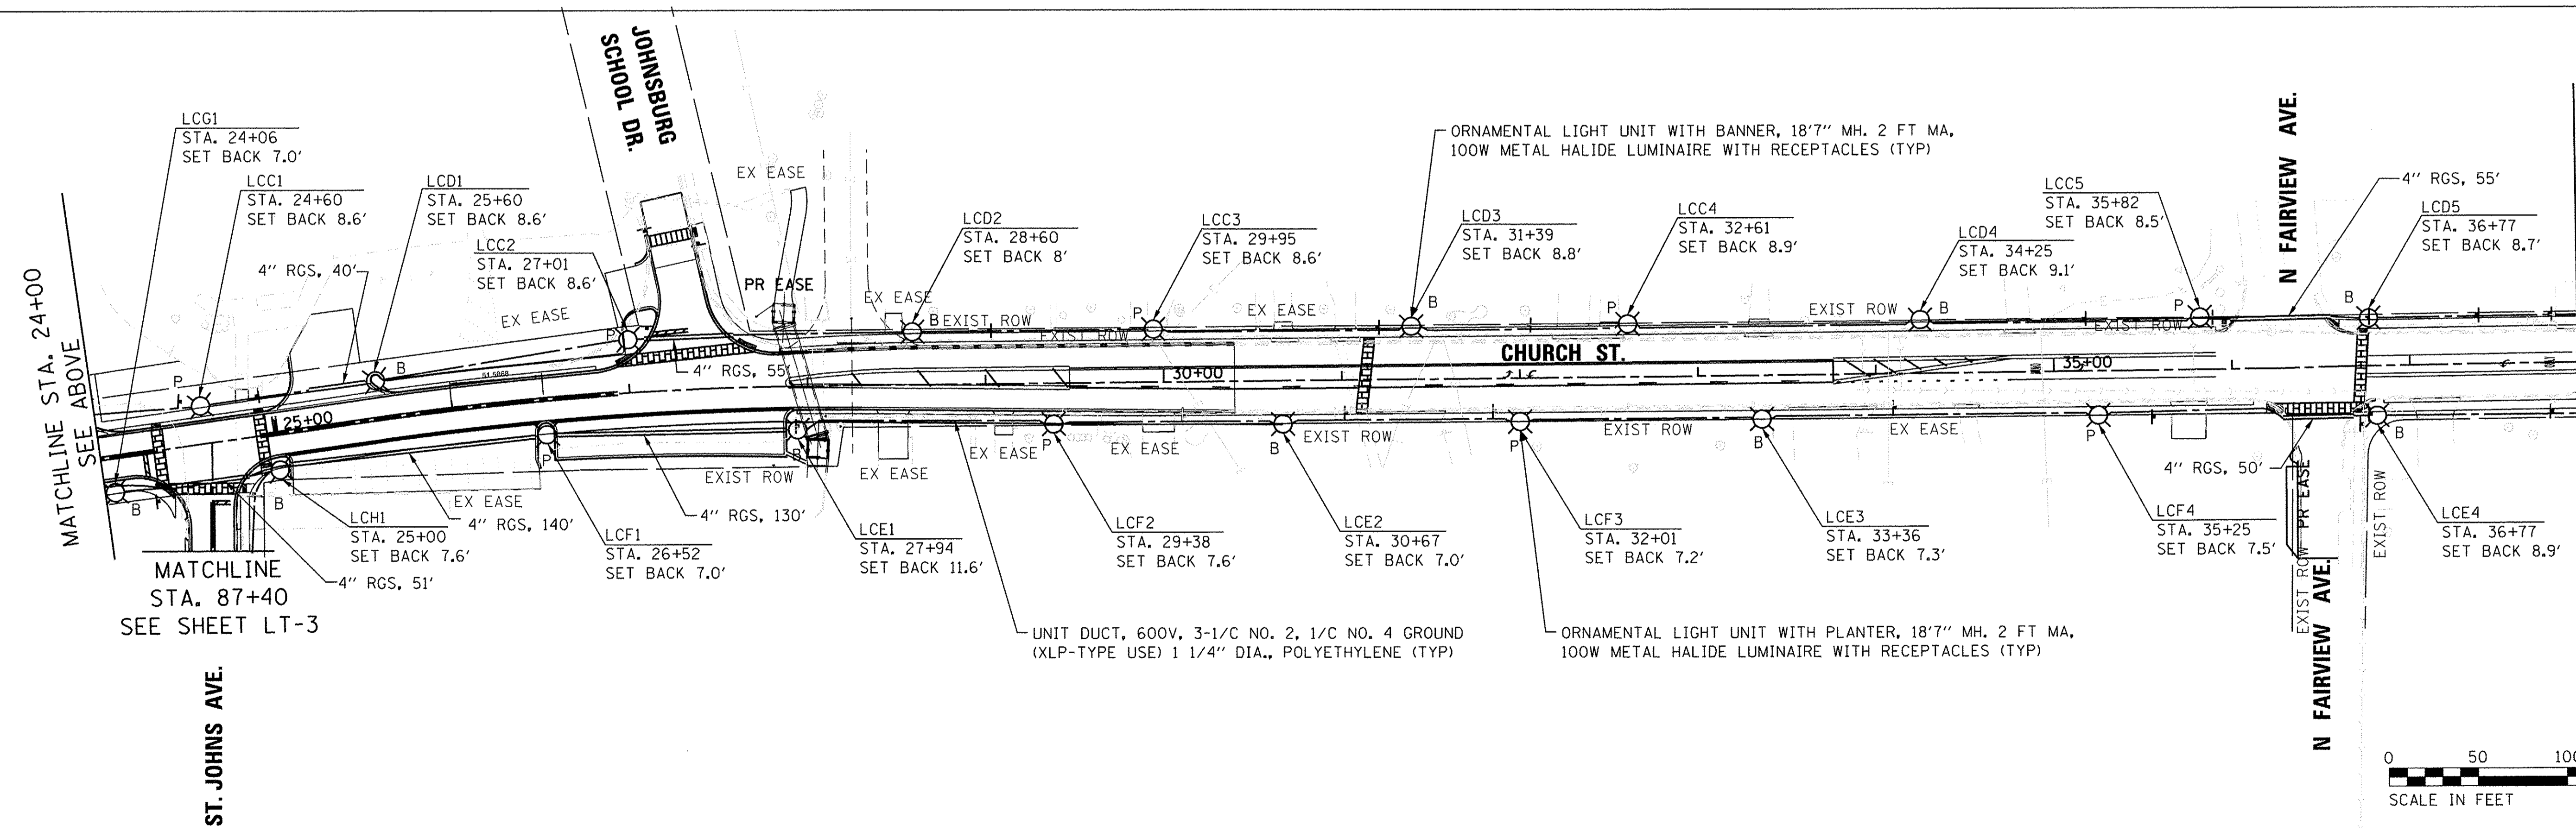 JOHNSBURG
SCHOOL DR.
LCG1
STA. 24+06
SET BACK 7.0'
LCC1
STA. 24+60
SET BACK 8.6'
LCD1
STA. 25+60
SET BACK 8.6'
LCC2
STA. 27+01
SET BACK 8.6'
4" RGS, 40'
EX EASE
EX EASE
PR EASE
EX EASE
LCD2
STA. 28+60
SET BACK 8'
LCC3
STA. 29+95
SET BACK 8.6'
ORNAMENTAL LIGHT UNIT WITH BANNER, 18'7" MH. 2 FT MA,
100W METAL HALIDE LUMINAIRE WITH RECEPTACLES (TYP)
LCD3
STA. 31+39
SET BACK 8.8'
LCC4
STA. 32+61
SET BACK 8.9'
LCD4
STA. 34+25
SET BACK 9.1'
LCC5
STA. 35+82
SET BACK 8.5'
N FAIRVIEW AVE.
4" RGS, 55'
LCD5
STA. 36+77
SET BACK 8.7'
MATCHLINE STA. 24+00
SEE ABOVE
P
B
P
B
EXIST ROW
EXIST ROW
P
EX EASE
B
P
EXIST ROW
B
P
EXIST ROW
B
51.5868
4" RGS, 55'
CHURCH ST.
25+00
30+00
35+00
B
B
P
B
P
B
P
B
P
B
EX EASE
EXIST ROW
EX EASE
EX EASE
EX EASE
EXIST ROW
EXIST ROW
EX EASE
4" RGS, 140'
4" RGS, 130'
4" RGS, 50'
PR EASE
EXIST ROW
EXIST ROW
LCH1
STA. 25+00
SET BACK 7.6'
LCF1
STA. 26+52
SET BACK 7.0'
LCE1
STA. 27+94
SET BACK 11.6'
LCF2
STA. 29+38
SET BACK 7.6'
LCE2
STA. 30+67
SET BACK 7.0'
LCF3
STA. 32+01
SET BACK 7.2'
LCE3
STA. 33+36
SET BACK 7.3'
LCF4
STA. 35+25
SET BACK 7.5'
LCE4
STA. 36+77
SET BACK 8.9'
MATCHLINE
STA. 87+40
SEE SHEET LT-3
4" RGS, 51'
UNIT DUCT, 600V, 3-1/C NO. 2, 1/C NO. 4 GROUND
(XLP-TYPE USE) 1 1/4" DIA., POLYETHYLENE (TYP)
ORNAMENTAL LIGHT UNIT WITH PLANTER, 18'7" MH. 2 FT MA,
100W METAL HALIDE LUMINAIRE WITH RECEPTACLES (TYP)
ST. JOHNS AVE.
N FAIRVIEW AVE.
0 50 100
SCALE IN FEET